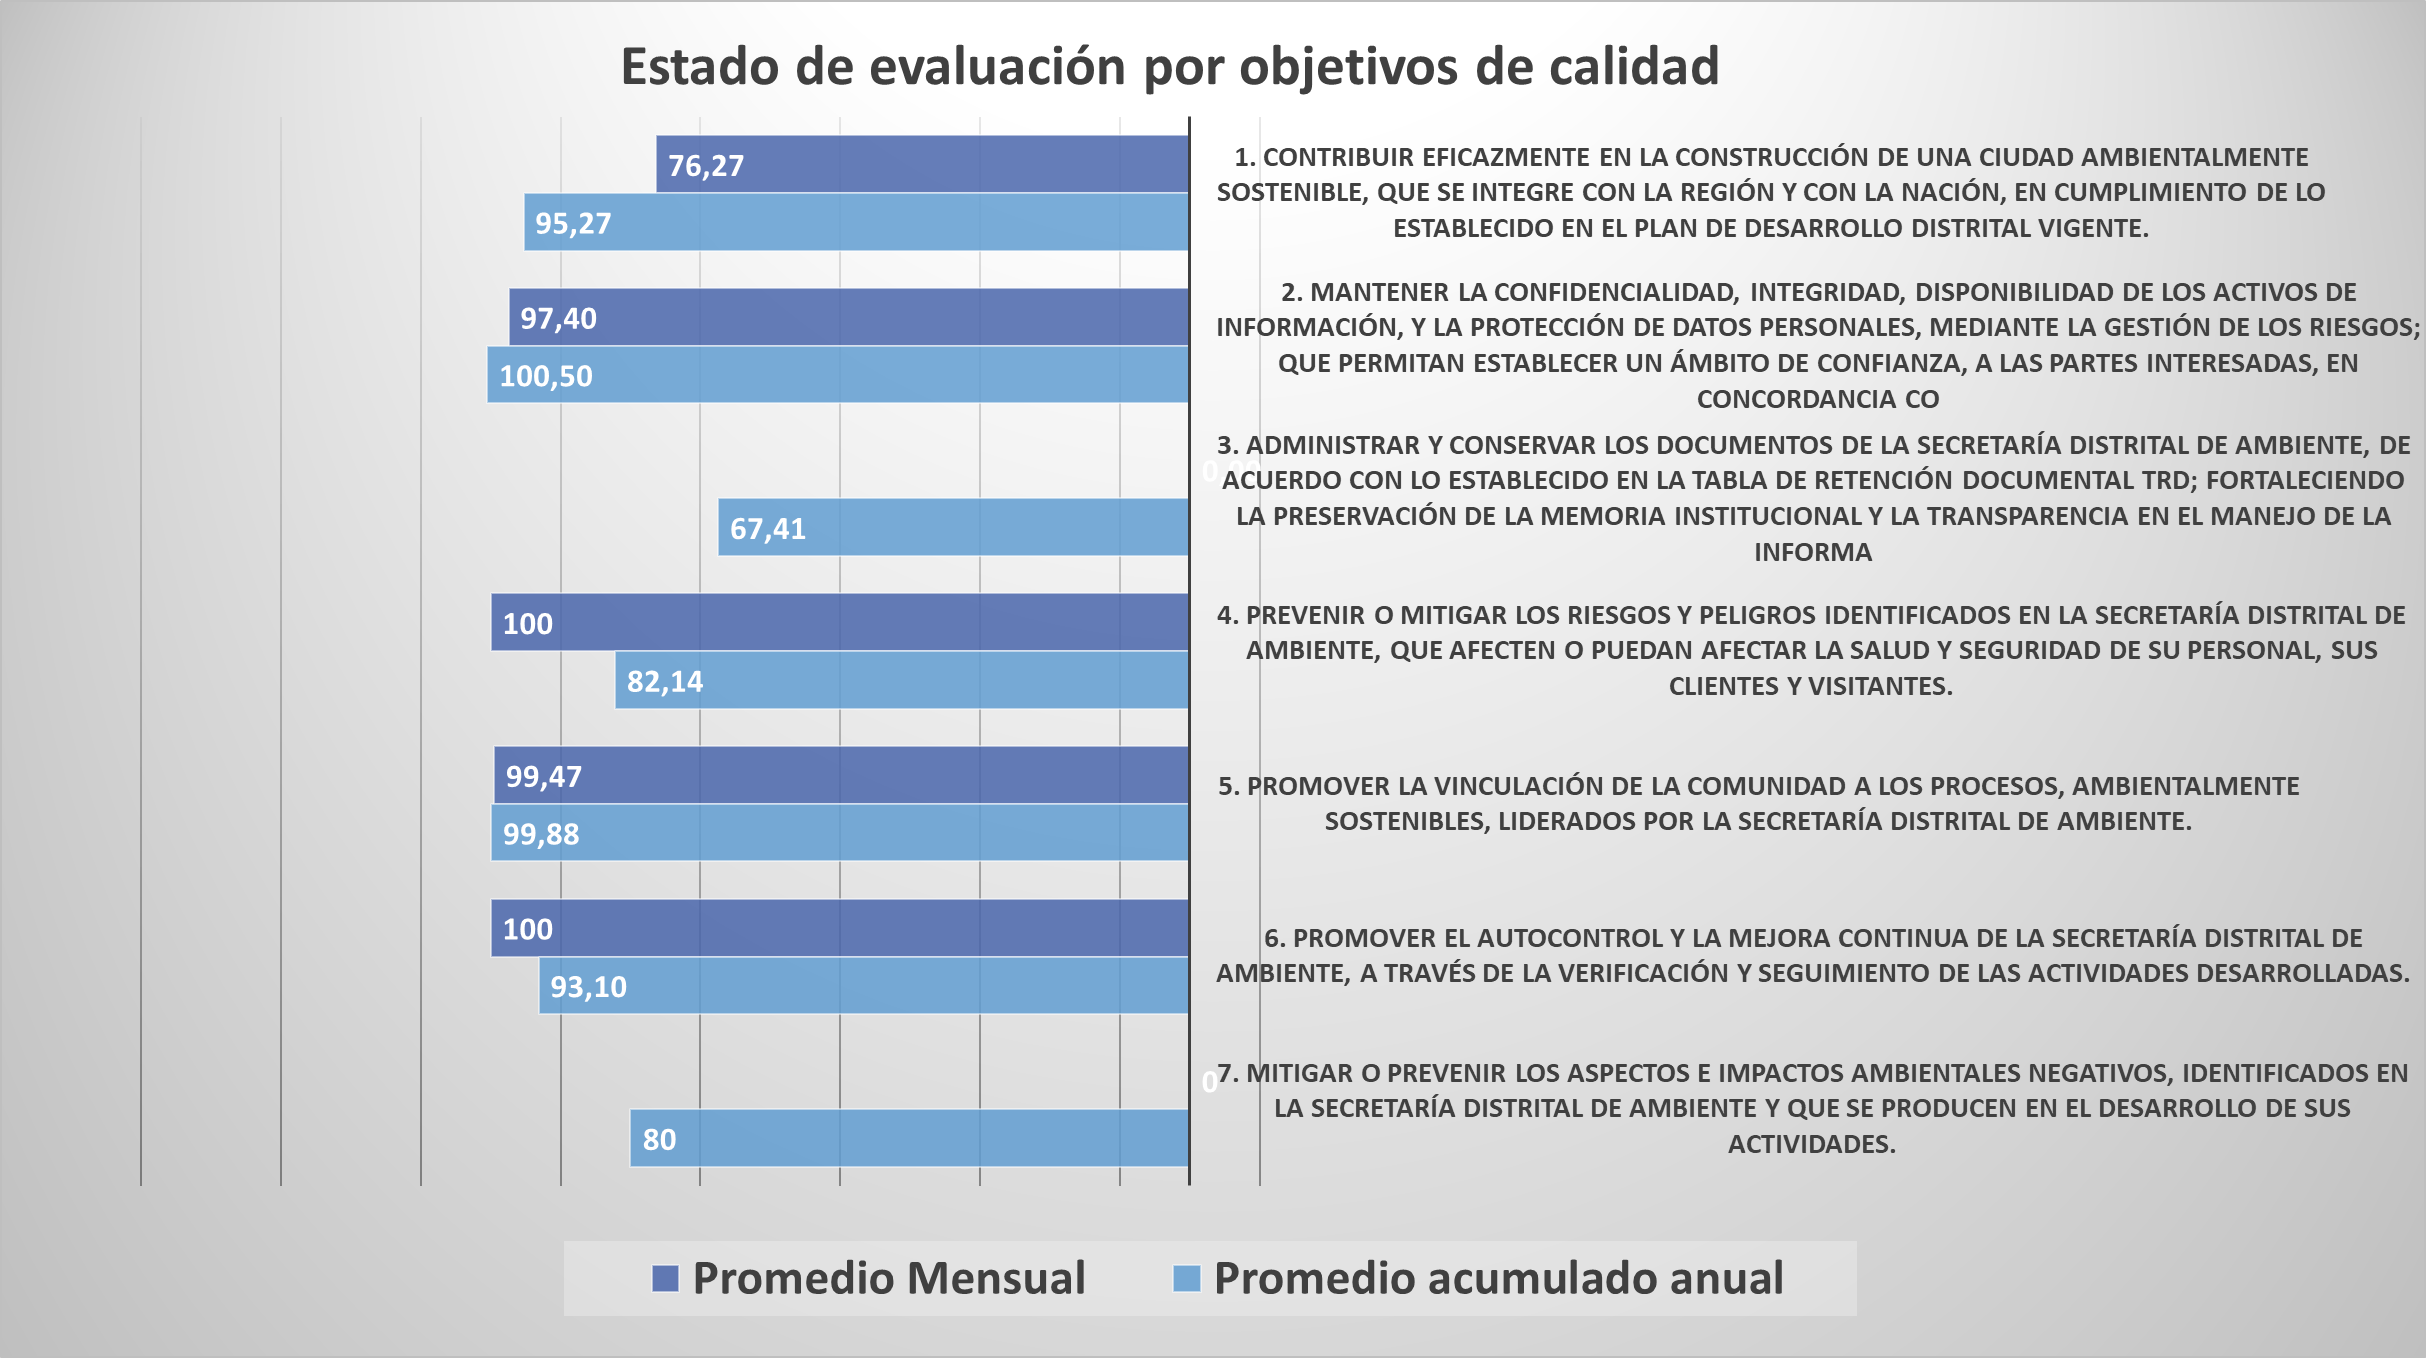 Estado de evaluación por objetivos de calidad
76,27
95,27
1. CONTRIBUIR EFICAZMENTE EN LA CONSTRUCCIÓN DE UNA CIUDAD AMBIENTALMENTE
SOSTENIBLE, QUE SE INTEGRE CON LA REGIÓN Y CON LA NACIÓN, EN CUMPLIMIENTO DE LO
ESTABLECIDO EN EL PLAN DE DESARROLLO DISTRITAL VIGENTE.
97,40
100,50
2. MANTENER LA CONFIDENCIALIDAD, INTEGRIDAD, DISPONIBILIDAD DE LOS ACTIVOS DE
INFORMACIÓN, Y LA PROTECCIÓN DE DATOS PERSONALES, MEDIANTE LA GESTIÓN DE LOS RIESGOS;
QUE PERMITAN ESTABLECER UN ÁMBITO DE CONFIANZA, A LAS PARTES INTERESADAS, EN
CONCORDANCIA CO
67,41
3. ADMINISTRAR Y CONSERVAR LOS DOCUMENTOS DE LA SECRETARÍA DISTRITAL DE AMBIENTE, DE
ACUERDO CON LO ESTABLECIDO EN LA TABLA DE RETENCIÓN DOCUMENTAL TRD; FORTALECIENDO
LA PRESERVACIÓN DE LA MEMORIA INSTITUCIONAL Y LA TRANSPARENCIA EN EL MANEJO DE LA
INFORMA
100
82,14
4. PREVENIR O MITIGAR LOS RIESGOS Y PELIGROS IDENTIFICADOS EN LA SECRETARÍA DISTRITAL DE
AMBIENTE, QUE AFECTEN O PUEDAN AFECTAR LA SALUD Y SEGURIDAD DE SU PERSONAL, SUS
CLIENTES Y VISITANTES.
99,47
99,88
5. PROMOVER LA VINCULACIÓN DE LA COMUNIDAD A LOS PROCESOS, AMBIENTALMENTE
SOSTENIBLES, LIDERADOS POR LA SECRETARÍA DISTRITAL DE AMBIENTE.
100
93,10
6. PROMOVER EL AUTOCONTROL Y LA MEJORA CONTINUA DE LA SECRETARÍA DISTRITAL DE
AMBIENTE, A TRAVÉS DE LA VERIFICACIÓN Y SEGUIMIENTO DE LAS ACTIVIDADES DESARROLLADAS.
0
80
7. MITIGAR O PREVENIR LOS ASPECTOS E IMPACTOS AMBIENTALES NEGATIVOS, IDENTIFICADOS EN
LA SECRETARÍA DISTRITAL DE AMBIENTE Y QUE SE PRODUCEN EN EL DESARROLLO DE SUS
ACTIVIDADES.
Promedio Mensual
Promedio acumulado anual